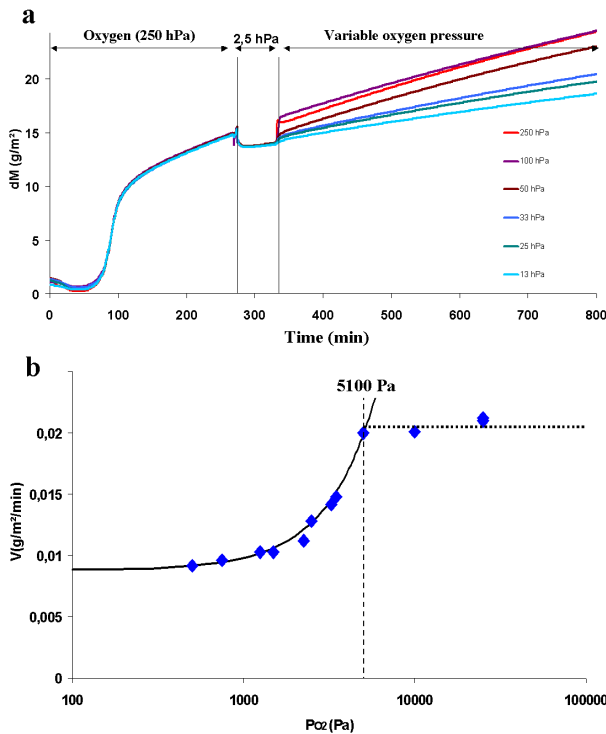 a
Oxygen (250 hPa)
2,5 hPa
Variable oxygen pressure
dM (g/m²)
20
15
10
5
0
250 hPa
100 hPa
50 hPa
33 hPa
25 hPa
13 hPa
0 100 200 300 400 500 600 700 800
Time (min)
b
5100 Pa
V(g/m²/min)
0,02
0,015
0,01
0,005
0
100 1000 10000 100000
PO2(Pa)